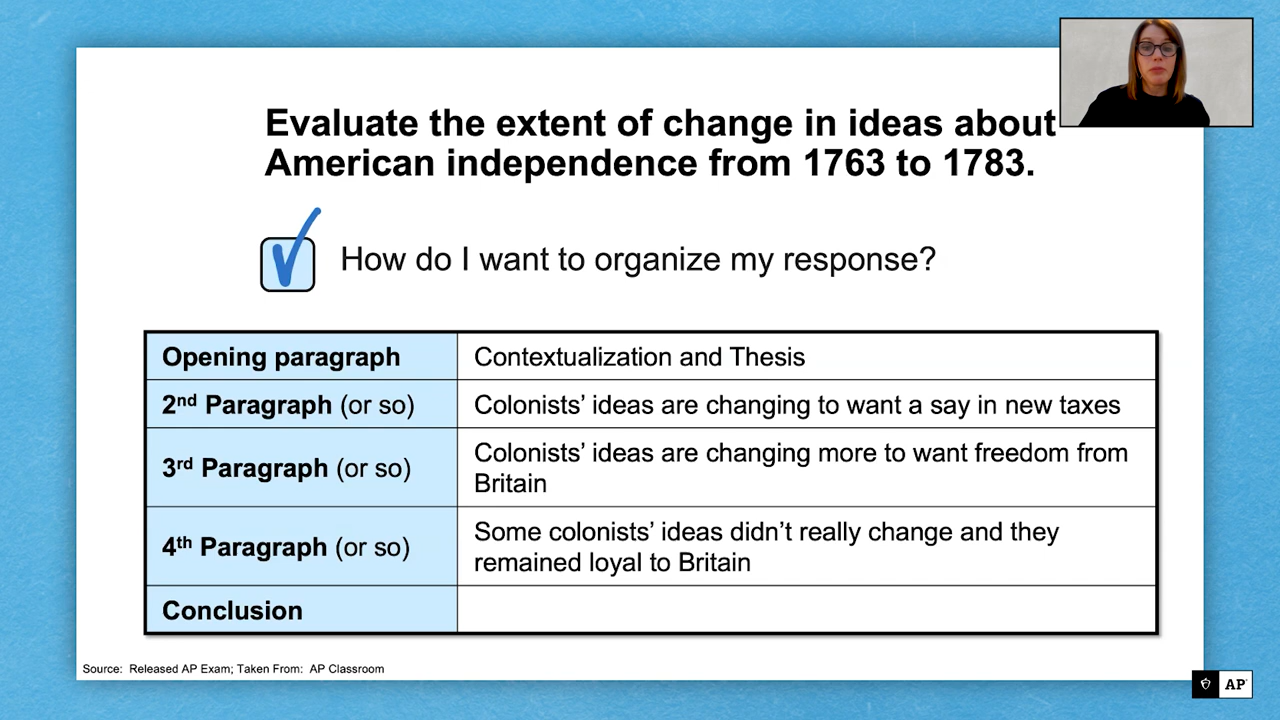 Evaluate the extent of change in ideas about
American independence from 1763 to 1783.
How do I want to organize my response?
Opening paragraph
Contextualization and Thesis
2nd Paragraph (or so)
Colonists’ ideas are changing to want a say in new taxes
3rd Paragraph (or so)
Colonists’ ideas are changing more to want freedom from
Britain
4th Paragraph (or so)
Some colonists’ ideas didn’t really change and they
remained loyal to Britain
Conclusion
Source: Released AP Exam; Taken From: AP Classroom
AP